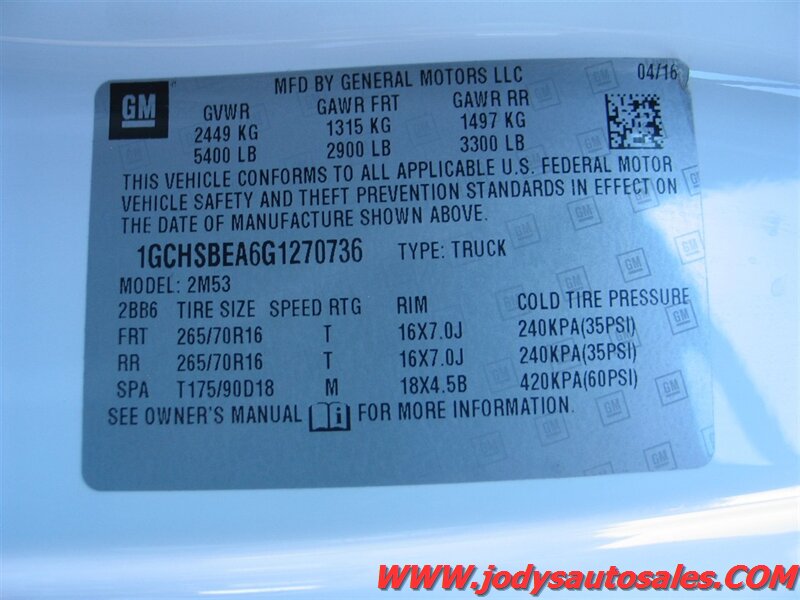 GM
MFD BY GENERAL MOTORS LLC 04/16
GVWR GAWR FRT GAWR RR
2449 KG 1315 KG 1497 KG
5400 LB 2900 LB 3300 LB
THIS VEHICLE CONFORMS TO ALL APPLICABLE U.S. FEDERAL MOTOR
VEHICLE SAFETY AND THEFT PREVENTION STANDARDS IN EFFECT ON
THE DATE OF MANUFACTURE SHOWN ABOVE.
1GCHSBEA6G1270736 TYPE: TRUCK
MODEL: 2M53
2BB6 TIRE SIZE SPEED RTG RIM COLD TIRE PRESSURE
FRT 265/70R16 T 16X7.0J 240KPA(35PSI)
RR 265/70R16 T 16X7.0J 240KPA(35PSI)
SPA T175/90D18 M 18X4.5B 420KPA(60PSI)
SEE OWNER'S MANUAL FOR MORE INFORMATION.
www.jodysautosales.com